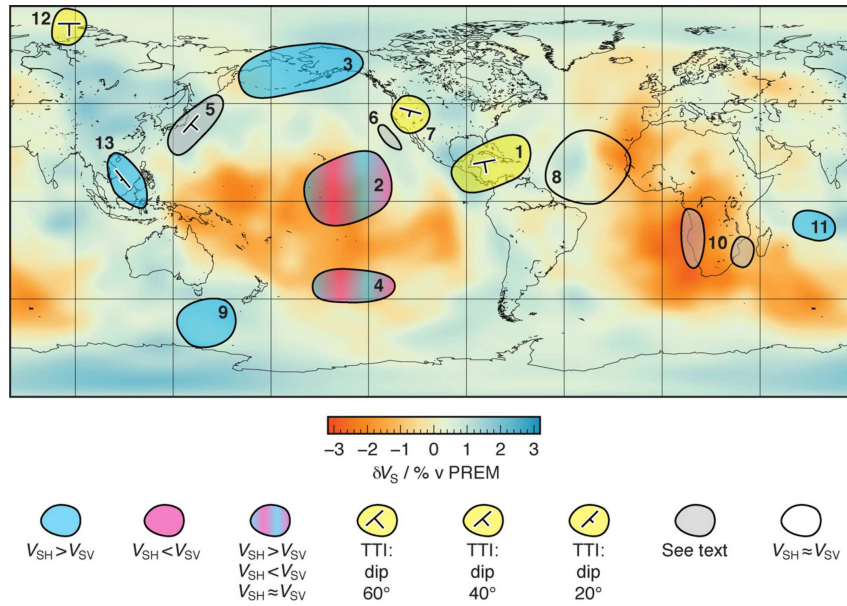 12
3
5
6
7
13
1
2
8
11
10
4
9
−3 −2 −1 0 1 2 3
δVS / % v PREM
VSH>VSV VSH<VSV VSH>VSV TTI: TTI: TTI: See text VSH≈VSV
VSH<VSV dip dip dip
VSH≈VSV 60° 40° 20°